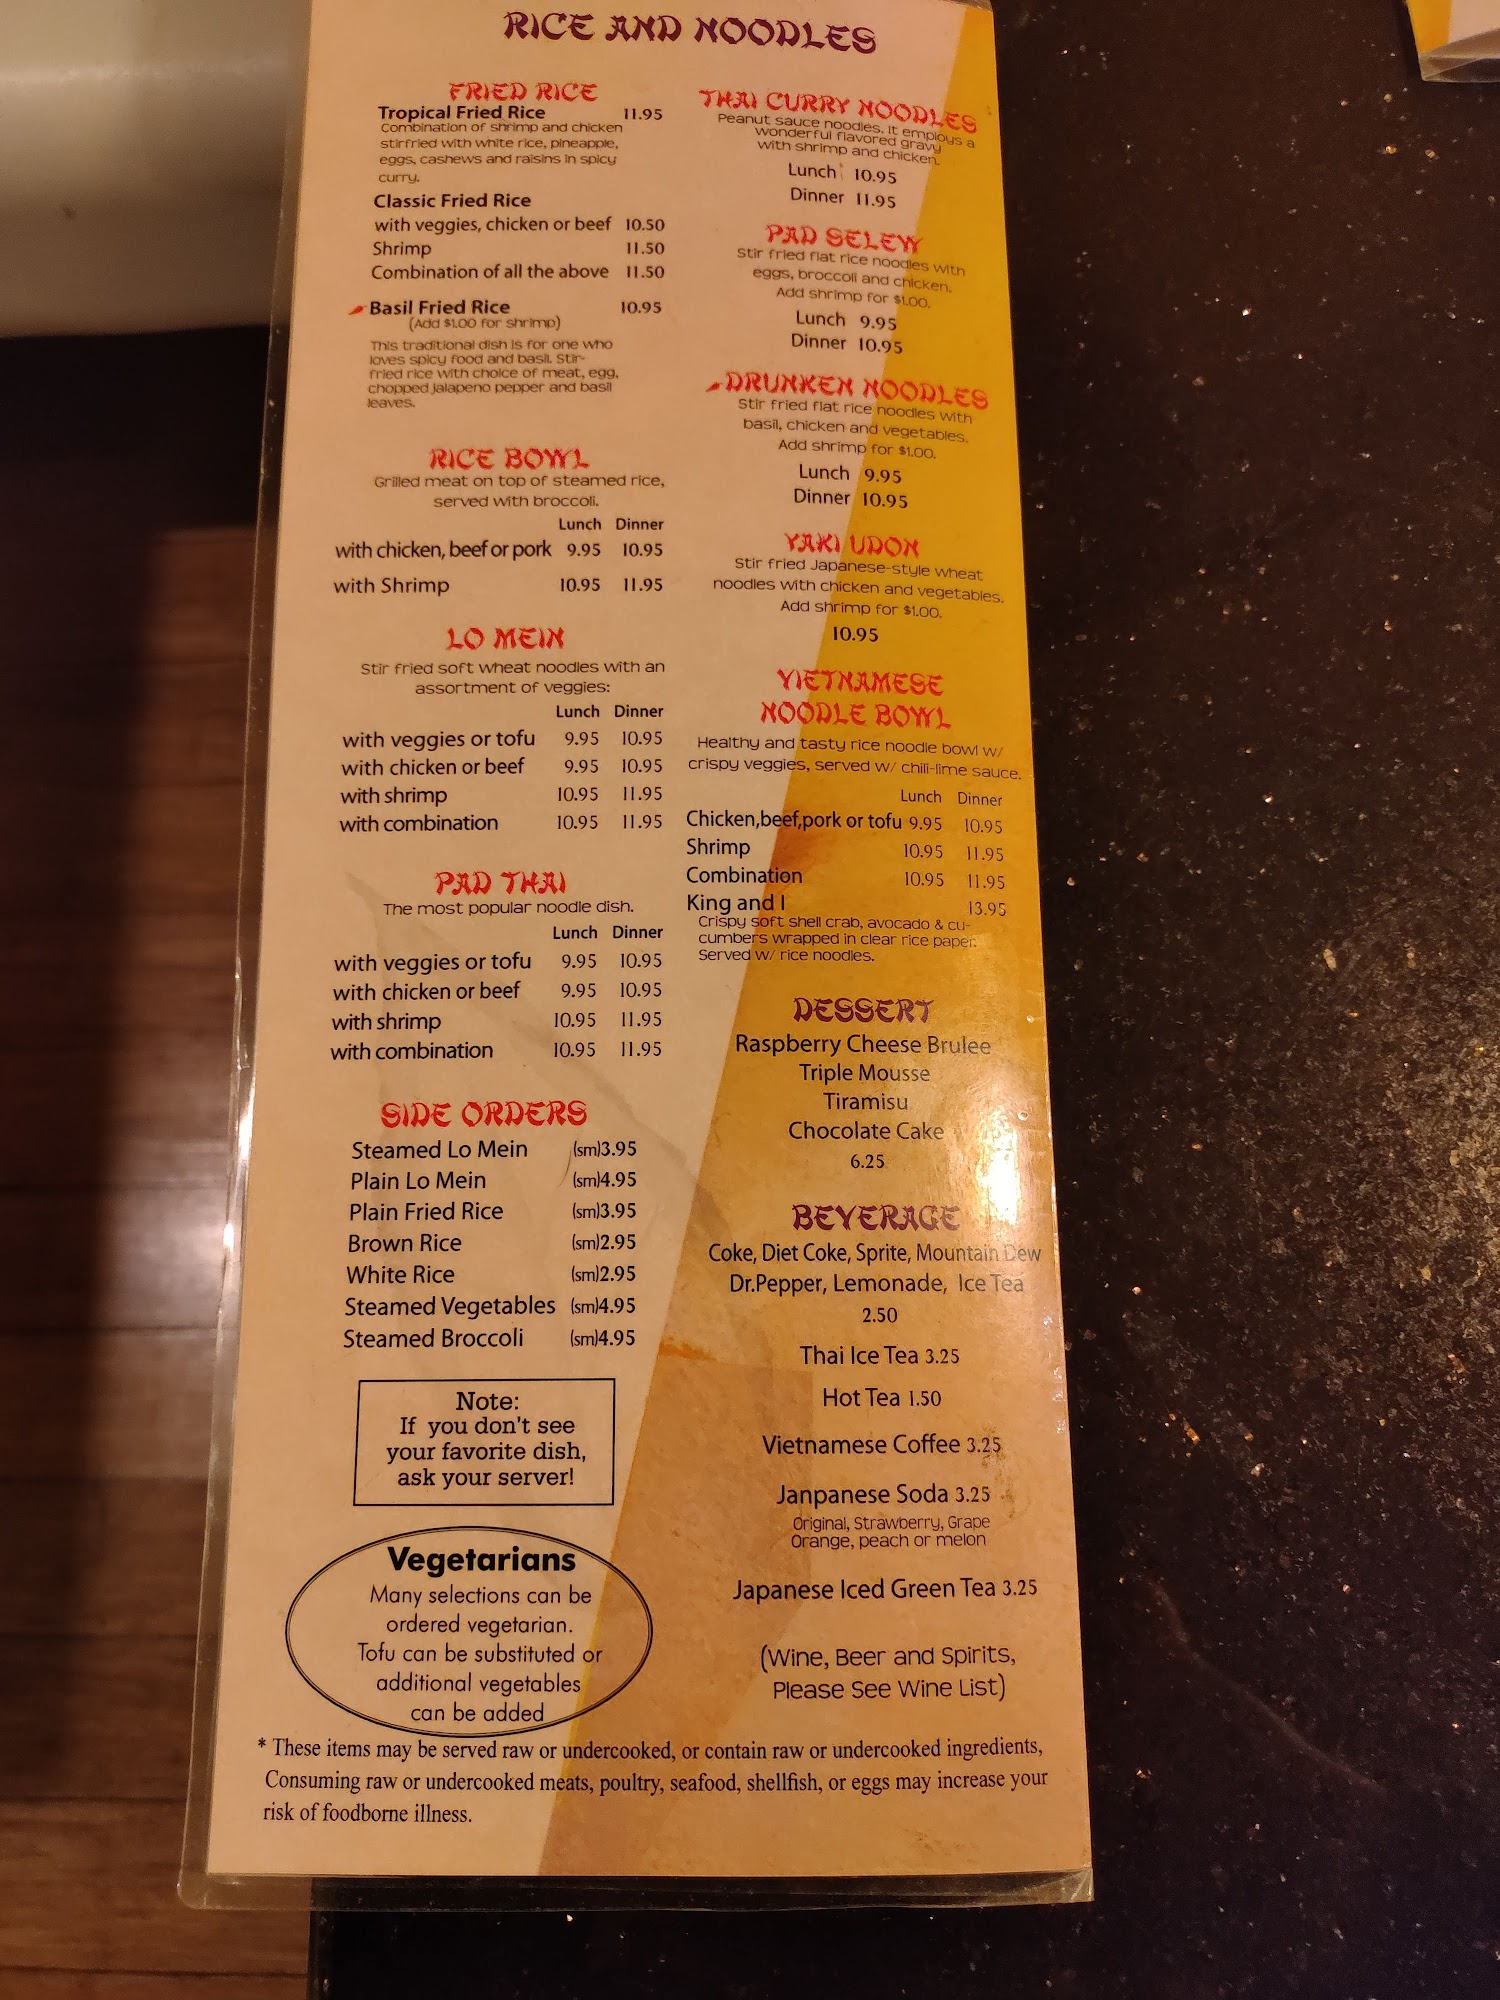 RICE AND NOODLES
FRIED RICE
Tropical Fried Rice 11.95
Combination of shrimp and chicken
stirfried with white rice, pineapple,
eggs, cashews and raisins in spicy
curry.
Classic Fried Rice
with veggies, chicken or beef 10.50
Shrimp 11.50
Combination of all the above 11.50
Basil Fried Rice 10.95
(Add $1.00 for shrimp)
This traditional dish is for one who
loves spicy food and basil. Stir-
fried rice with choice of meat, egg,
chopped jalapeno pepper and basil
leaves.
RICE BOWL
Grilled meat on top of steamed rice,
served with broccoli.
Lunch Dinner
with chicken, beef or pork 9.95 10.95
with Shrimp 10.95 11.95
LO MEIN
Stir fried soft wheat noodles with an
assortment of veggies:
Lunch Dinner
with veggies or tofu 9.95 10.95
with chicken or beef 9.95 10.95
with shrimp 10.95 11.95
with combination 10.95 11.95
PAD THAI
The most popular noodle dish.
Lunch Dinner
with veggies or tofu 9.95 10.95
with chicken or beef 9.95 10.95
with shrimp 10.95 11.95
with combination 10.95 11.95
SIDE ORDERS
Steamed Lo Mein (sm)3.95
Plain Lo Mein (sm)4.95
Plain Fried Rice (sm)3.95
Brown Rice (sm)2.95
White Rice (sm)2.95
Steamed Vegetables (sm)4.95
Steamed Broccoli (sm)4.95
Note:
If you don't see
your favorite dish,
ask your server!
Vegetarians
Many selections can be
ordered vegetarian.
Tofu can be substituted or
additional vegetables
can be added
THAI CURRY NOODLES
Peanut sauce noodles. It employs a
wonderful flavored gravy
with shrimp and chicken.
Lunch 10.95
Dinner 11.95
PAD SELEW
Stir fried flat rice noodles with
eggs, broccoli and chicken.
Add shrimp for $1.00.
Lunch 9.95
Dinner 10.95
DRUNKEN NOODLES
Stir fried flat rice noodles with
basil, chicken and vegetables.
Add shrimp for $1.00.
Lunch 9.95
Dinner 10.95
YAKI UDON
Stir fried Japanese-style wheat
noodles with chicken and vegetables.
Add shrimp for $1.00.
10.95
VIETNAMESE
NOODLE BOWL
Healthy and tasty rice noodle bowl w/
crispy veggies, served w/ chili-lime sauce.
Lunch Dinner
Chicken,beef,pork or tofu 9.95 10.95
Shrimp 10.95 11.95
Combination 10.95 11.95
King and I 13.95
Crispy soft shell crab, avocado & cu-
cumbers wrapped in clear rice paper.
Served w/ rice noodles.
DESSERT
Raspberry Cheese Brulee
Triple Mousse
Tiramisu
Chocolate Cake
6.25
BEVERAGE
Coke, Diet Coke, Sprite, Mountain Dew
Dr.Pepper, Lemonade, Ice Tea
2.50
Thai Ice Tea 3.25
Hot Tea 1.50
Vietnamese Coffee 3.25
Janpanese Soda 3.25
Original, Strawberry, Grape
Orange, peach or melon
Japanese Iced Green Tea 3.25
(Wine, Beer and Spirits,
Please See Wine List)
* These items may be served raw or undercooked, or contain raw or undercooked ingredients,
Consuming raw or undercooked meats, poultry, seafood, shellfish, or eggs may increase your
risk of foodborne illness.